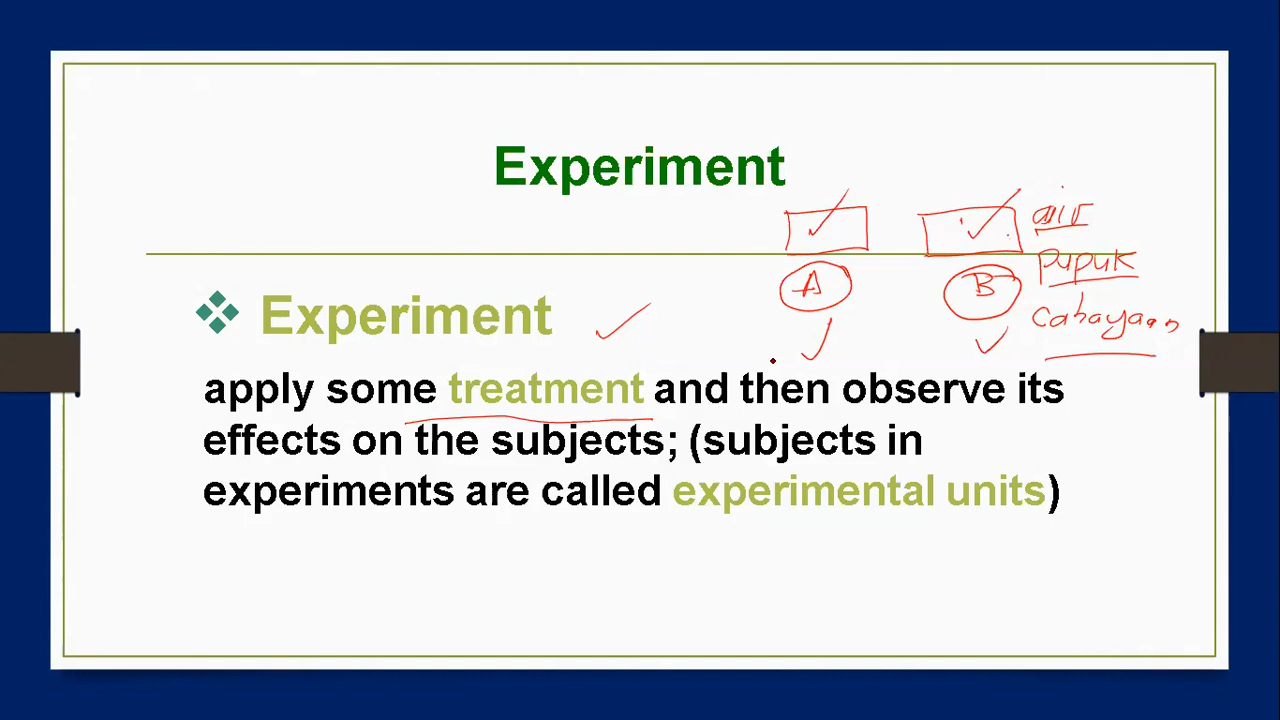 Experiment
air
A
B
pupuk
Experiment
cahayaan
apply some treatment and then observe its
effects on the subjects; (subjects in
experiments are called experimental units)